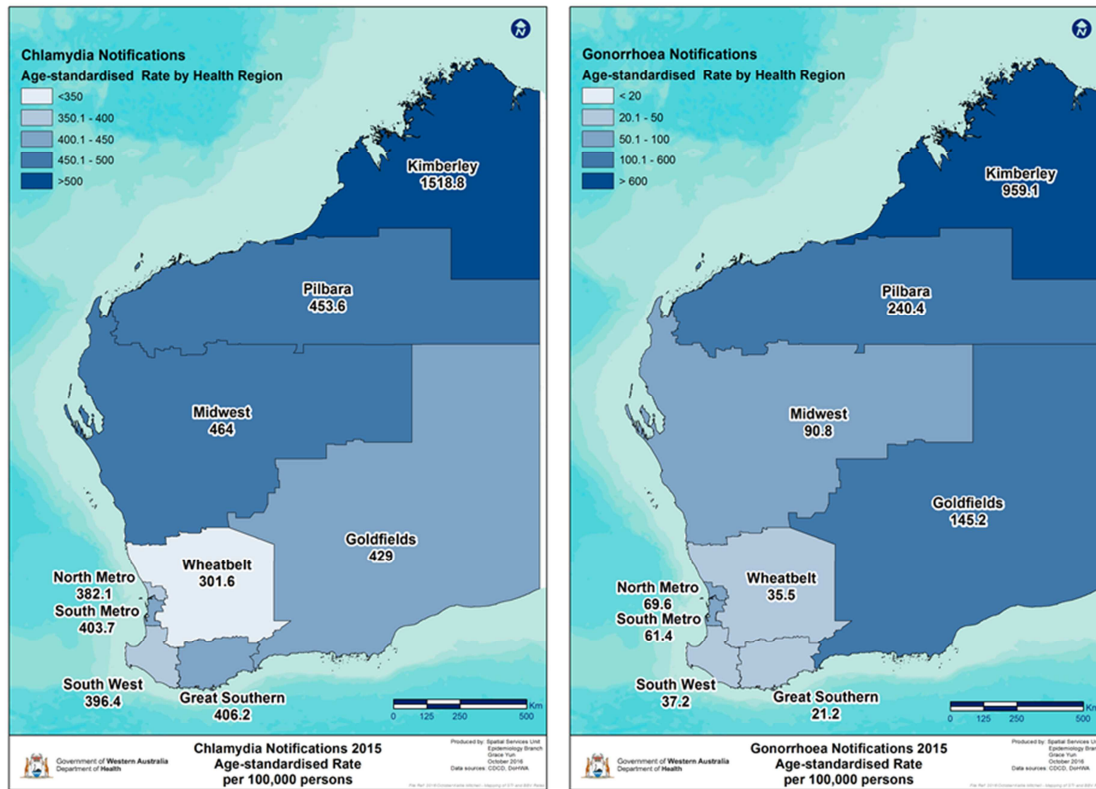 N
Chlamydia Notifications
Age-standardised Rate by Health Region
<350
350.1 - 400
400.1 - 450
450.1 - 500
>500
Kimberley
1518.8
Pilbara
453.6
Midwest
464
Goldfields
429
Wheatbelt
301.6
North Metro
382.1
South Metro
403.7
South West
396.4
Great Southern
406.2
0 125 250 500 Km
Government of Western Australia
Department of Health
Chlamydia Notifications 2015
Age-standardised Rate
per 100,000 persons
Produced by: Spatial Services Unit
Epidemiology Branch
Grace Yun
October 2016
Data sources: CDCD, DoHWA
N
Gonorrhoea Notifications
Age-standardised Rate by Health Region
< 20
20.1 - 50
50.1 - 100
100.1 - 600
> 600
Kimberley
959.1
Pilbara
240.4
Midwest
90.8
Goldfields
145.2
Wheatbelt
35.5
North Metro
69.6
South Metro
61.4
South West
37.2
Great Southern
21.2
0 125 250 500 Km
Government of Western Australia
Department of Health
Gonorrhoea Notifications 2015
Age-standardised Rate
per 100,000 persons
Produced by: Spatial Services Unit
Epidemiology Branch
Grace Yun
October 2016
Data sources: CDCD, DoHWA